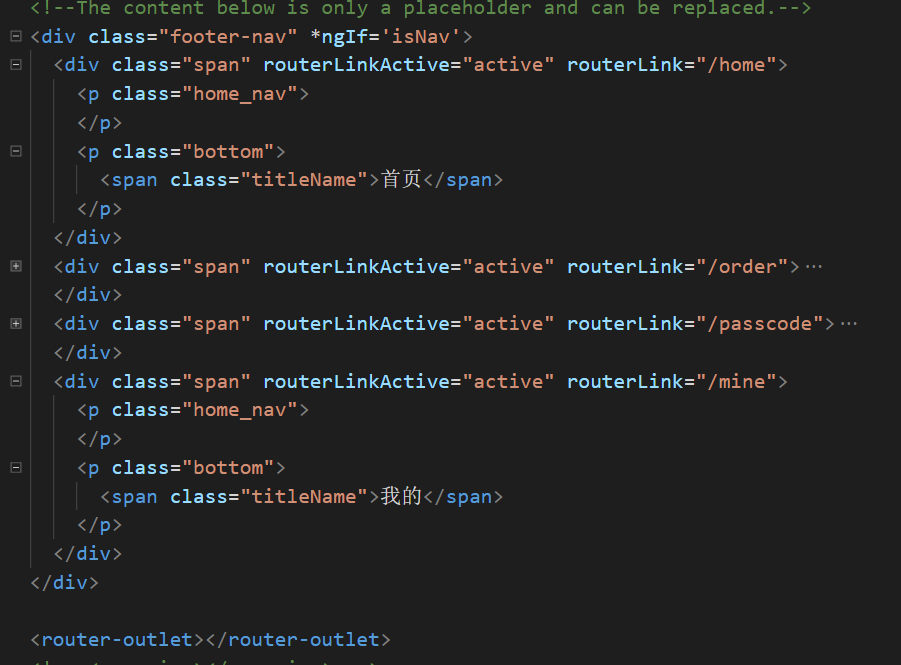 <!--The content below is only a placeholder and can be replaced.-->
<div class="footer-nav" *ngIf='isNav'>
<div class="span" routerLinkActive="active" routerLink="/home">
<p class="home_nav">
</p>
<p class="bottom">
<span class="titleName">首页</span>
</p>
</div>
<div class="span" routerLinkActive="active" routerLink="/order">···
</div>
<div class="span" routerLinkActive="active" routerLink="/passcode">···
</div>
<div class="span" routerLinkActive="active" routerLink="/mine">
<p class="home_nav">
</p>
<p class="bottom">
<span class="titleName">我的</span>
</p>
</div>
</div>
<router-outlet></router-outlet>